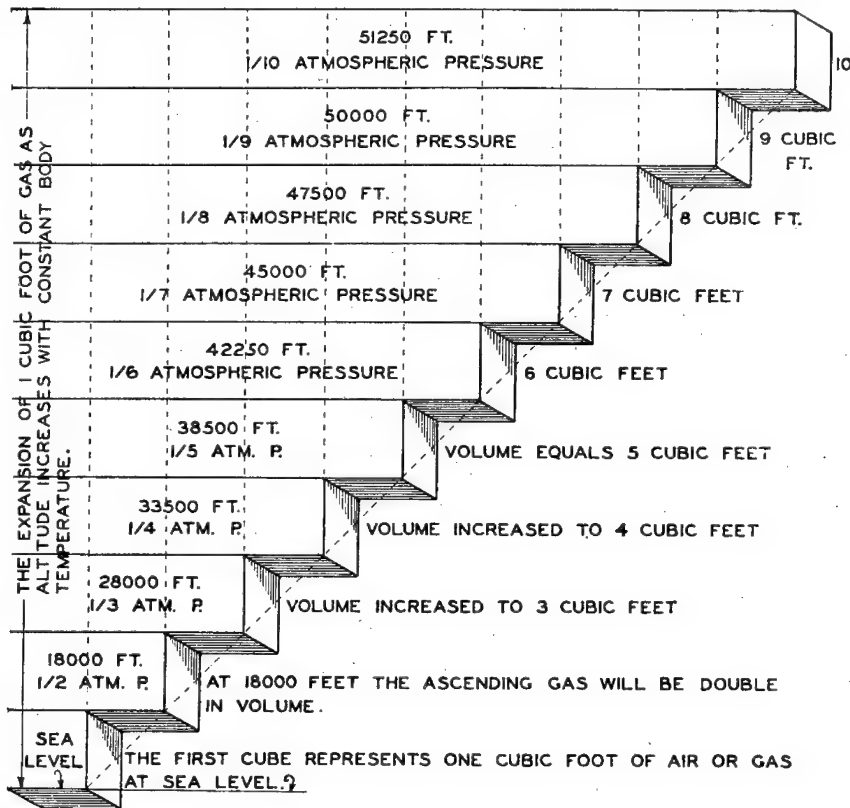 51250 FT.
1/10 ATMOSPHERIC PRESSURE
10
50000 FT.
1/9 ATMOSPHERIC PRESSURE
9 CUBIC
FT.
47500 FT.
1/8 ATMOSPHERIC PRESSURE
8 CUBIC FT.
45000 FT.
1/7 ATMOSPHERIC PRESSURE
7 CUBIC FEET
42250 FT.
1/6 ATMOSPHERIC PRESSURE
6 CUBIC FEET
38500 FT.
1/5 ATM. P.
VOLUME EQUALS 5 CUBIC FEET
33500 FT.
1/4 ATM. P.
VOLUME INCREASED TO 4 CUBIC FEET
28000 FT.
1/3 ATM. P.
VOLUME INCREASED TO 3 CUBIC FEET
18000 FT.
1/2 ATM. P.
AT 18000 FEET THE ASCENDING GAS WILL BE DOUBLE
IN VOLUME.
SEA
LEVEL
THE FIRST CUBE REPRESENTS ONE CUBIC FOOT OF AIR OR GAS
AT SEA LEVEL.
THE EXPANSION OF 1 CUBIC FOOT OF GAS AS
ALTITUDE INCREASES WITH CONSTANT BODY
TEMPERATURE.